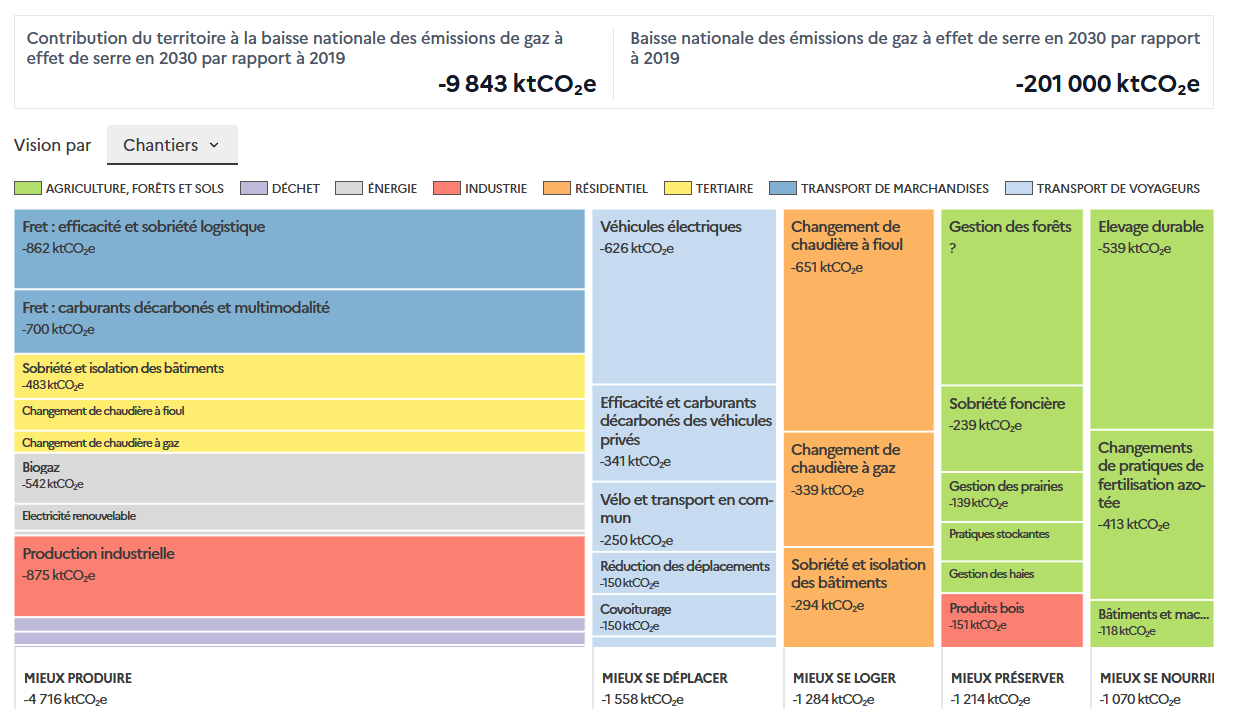 Contribution du territoire à la baisse nationale des émissions de gaz à
effet de serre en 2030 par rapport à 2019
-9 843 ktCO₂e
Baisse nationale des émissions de gaz à effet de serre en 2030 par rapport
à 2019
-201 000 ktCO₂e
Vision par
Chantiers
AGRICULTURE, FORÊTS ET SOLS
DÉCHET
ÉNERGIE
INDUSTRIE
RÉSIDENTIEL
TERTIAIRE
TRANSPORT DE MARCHANDISES
TRANSPORT DE VOYAGEURS
Fret : efficacité et sobriété logistique
-862 ktCO₂e
Fret : carburants décarbonés et multimodalité
-700 ktCO₂e
Sobriété et isolation des bâtiments
-483 ktCO₂e
Changement de chaudière à fioul
Changement de chaudière à gaz
Biogaz
-542 ktCO₂e
Electricité renouvelable
Production industrielle
-875 ktCO₂e
MIEUX PRODUIRE
-4 716 ktCO₂e
Véhicules électriques
-626 ktCO₂e
Efficacité et carburants
décarbonés des véhicules
privés
-341 ktCO₂e
Vélo et transport en com-
mun
-250 ktCO₂e
Réduction des déplacements
-150 ktCO₂e
Covoiturage
-150 ktCO₂e
MIEUX SE DÉPLACER
-1 558 ktCO₂e
Changement de
chaudière à fioul
-651 ktCO₂e
Changement de
chaudière à gaz
-339 ktCO₂e
Sobriété et isolation
des bâtiments
-294 ktCO₂e
MIEUX SE LOGER
-1 284 ktCO₂e
Gestion des forêts
?
Sobriété foncière
-239 ktCO₂e
Gestion des prairies
-139 ktCO₂e
Pratiques stockantes
Gestion des haies
Produits bois
-151 ktCO₂e
MIEUX PRÉSERVER
-1 214 ktCO₂e
Elevage durable
-539 ktCO₂e
Changements
de pratiques de
fertilisation azo-
tée
-413 ktCO₂e
Bâtiments et mac...
-118 ktCO₂e
MIEUX SE NOURRI
-1 070 ktCO₂e